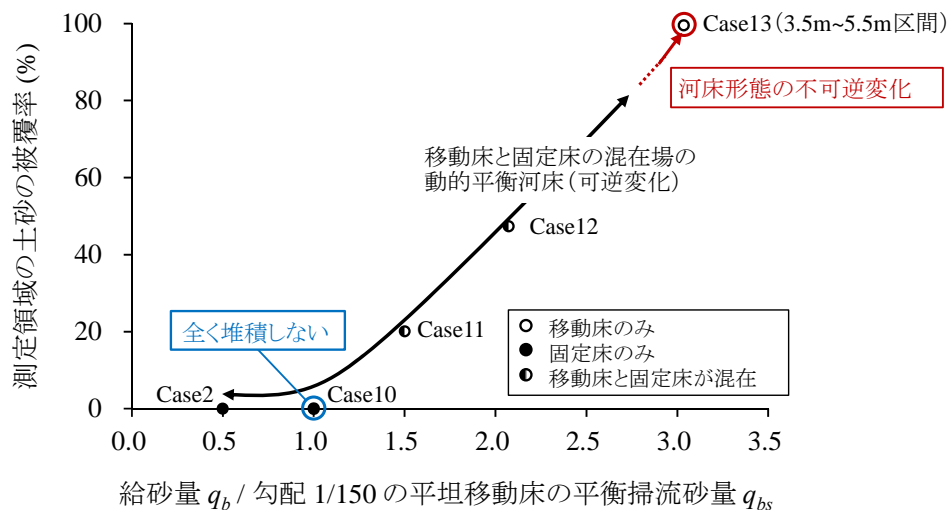 測定領域の土砂の被覆率 (%)
100
80
60
40
20
0
0.0 0.5 1.0 1.5 2.0 2.5 3.0 3.5
給砂量 qb / 勾配 1/150 の平坦移動床の平衡掃流砂量 qbs
Case13（3.5m~5.5m区間）
河床形態の不可逆変化
移動床と固定床の混在場の
動的平衡河床（可逆変化）
Case12
Case11
全く堆積しない
Case2
Case10
移動床のみ
固定床のみ
移動床と固定床が混在